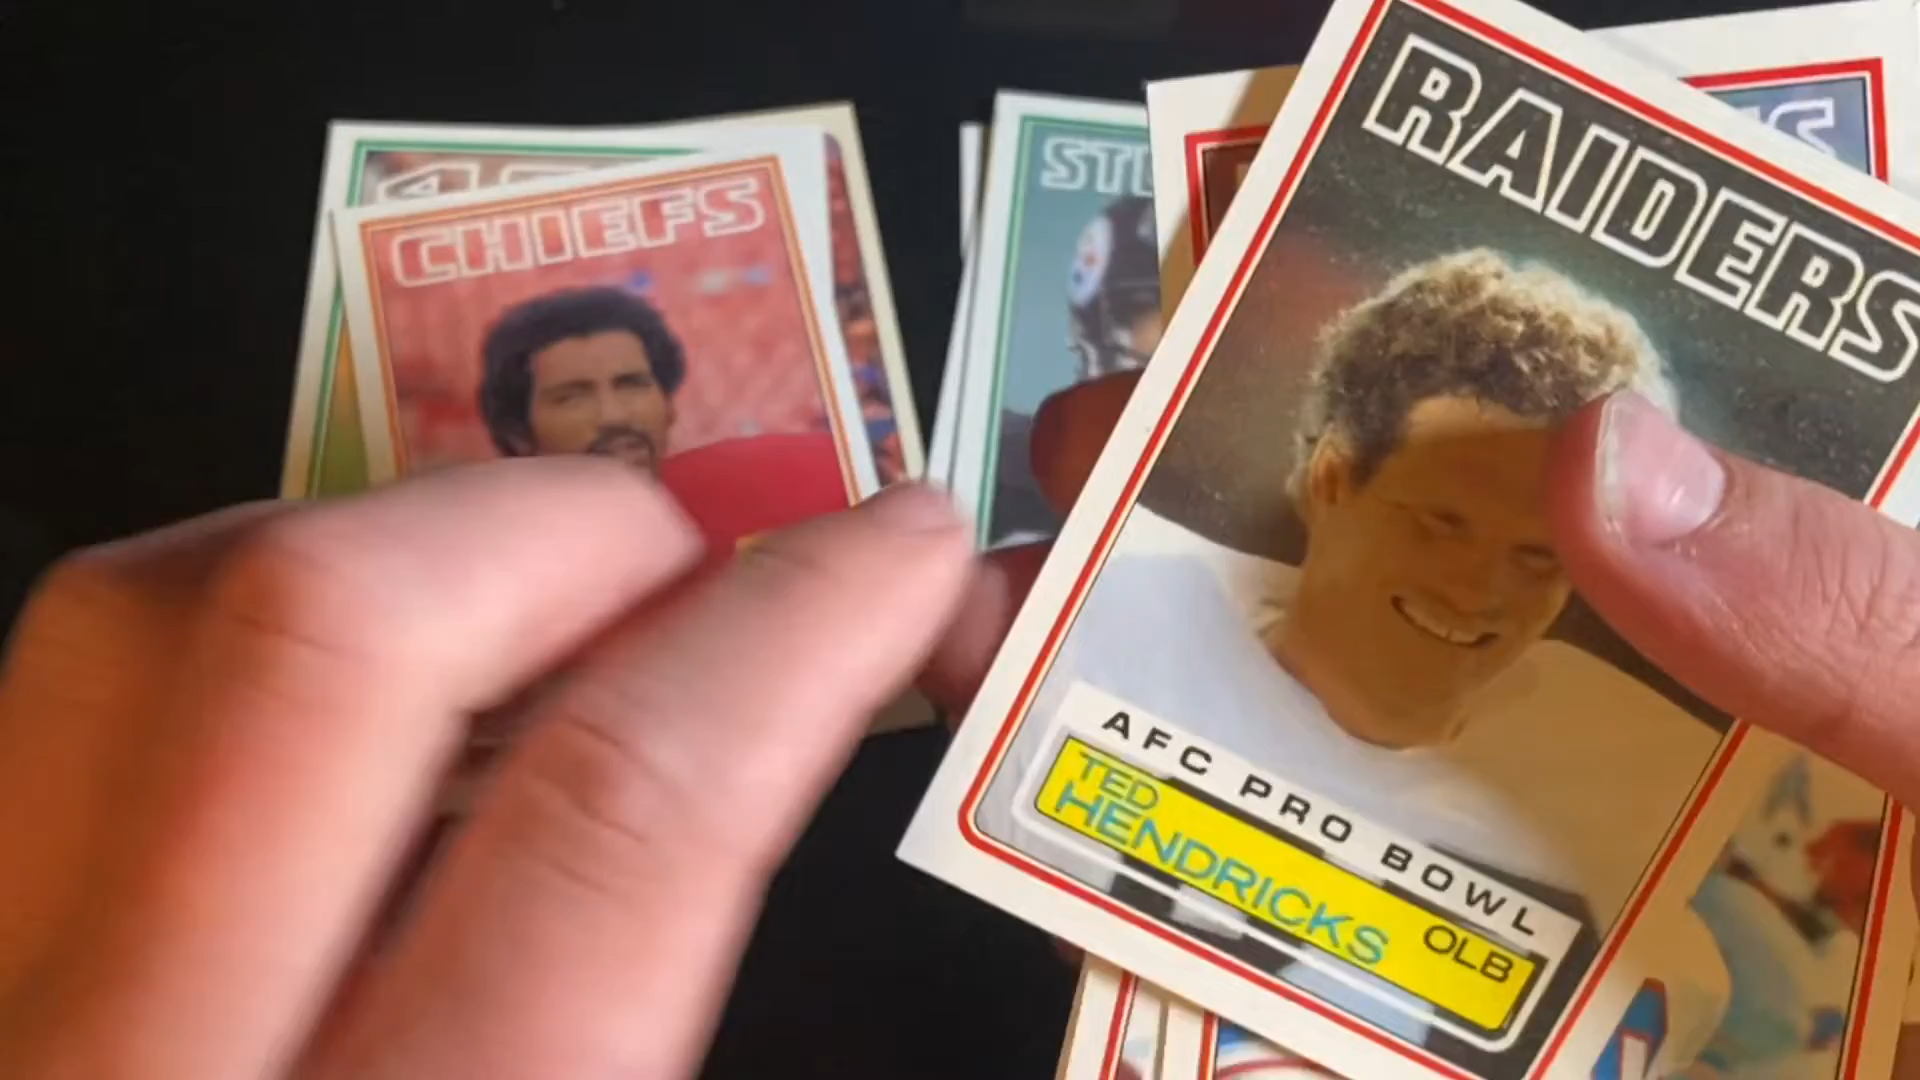 CHIEFS
RAIDERS
AFC PRO BOWL
TED
HENDRICKS
OLB